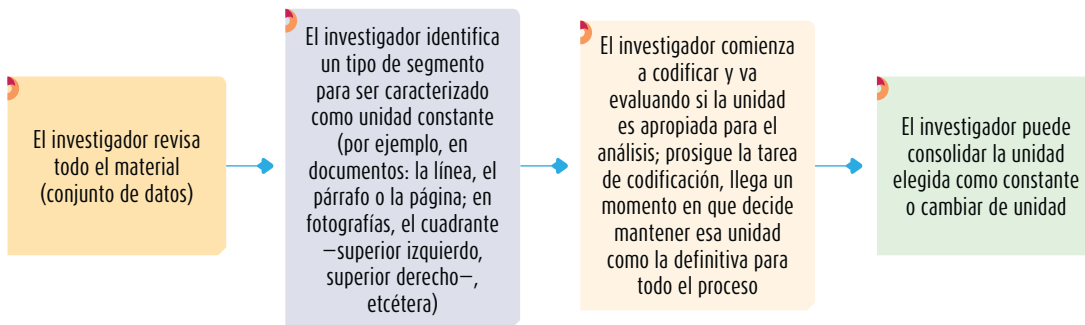 El investigador revisa
todo el material
(conjunto de datos)
El investigador identifica
un tipo de segmento
para ser caracterizado
como unidad constante
(por ejemplo, en
documentos: la línea, el
párrafo o la página; en
fotografías, el cuadrante
—superior izquierdo,
superior derecho—,
etcétera)
El investigador comienza
a codificar y va
evaluando si la unidad
es apropiada para el
análisis; prosigue la tarea
de codificación, llega un
momento en que decide
mantener esa unidad
como la definitiva para
todo el proceso
El investigador puede
consolidar la unidad
elegida como constante
o cambiar de unidad